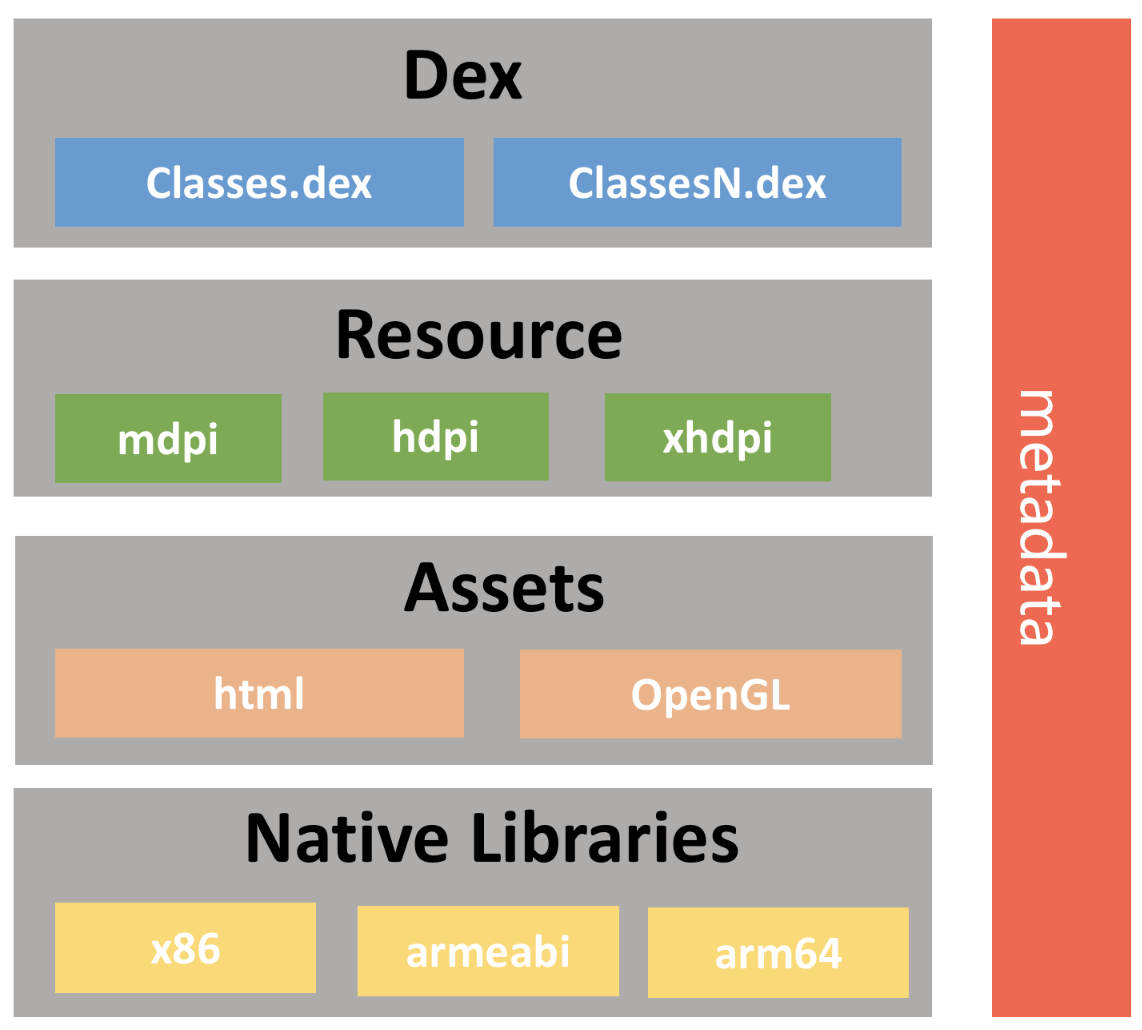 Dex
Classes.dex
ClassesN.dex
Resource
mdpi
hdpi
xhdpi
Assets
html
OpenGL
Native Libraries
x86
armeabi
arm64
metadata